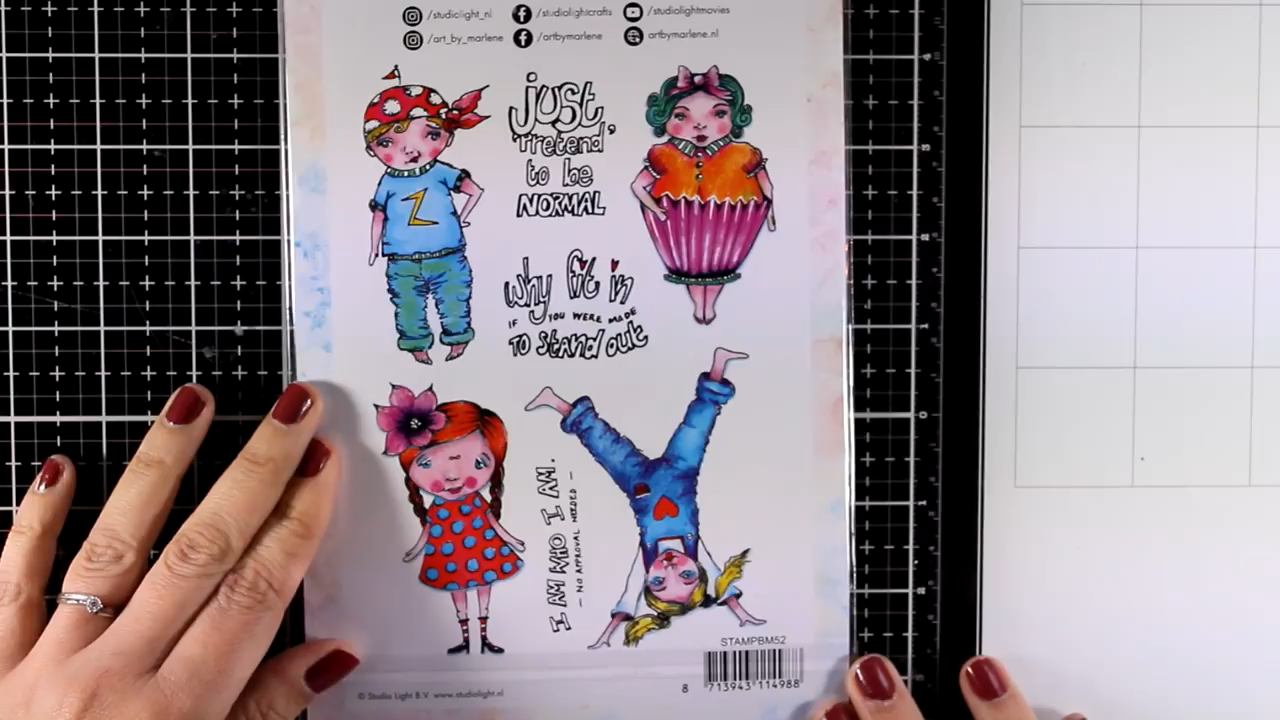 /studiolight_nl
/studiolightcrafts
/studiolightmovies
/art_by_marlene
/artbymarlene
artbymarlene.nl
just
'Pretend'
to be
NORMAL
why fit in
IF YOU WERE MADE
TO Stand out
I AM WHO I AM.
— NO APPROVAL NEEDED —
STAMPBM52
8 713943 114988
© Studio Light B.V. www.studiolight.nl